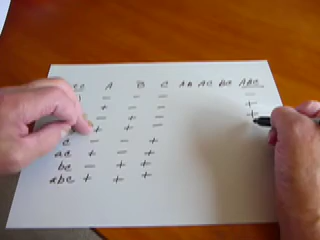 A B C AB AC BC ABC
- - - -
+ - - +
- + - +
+ + -
c - - +
ac + - +
bc - + +
abc + + +